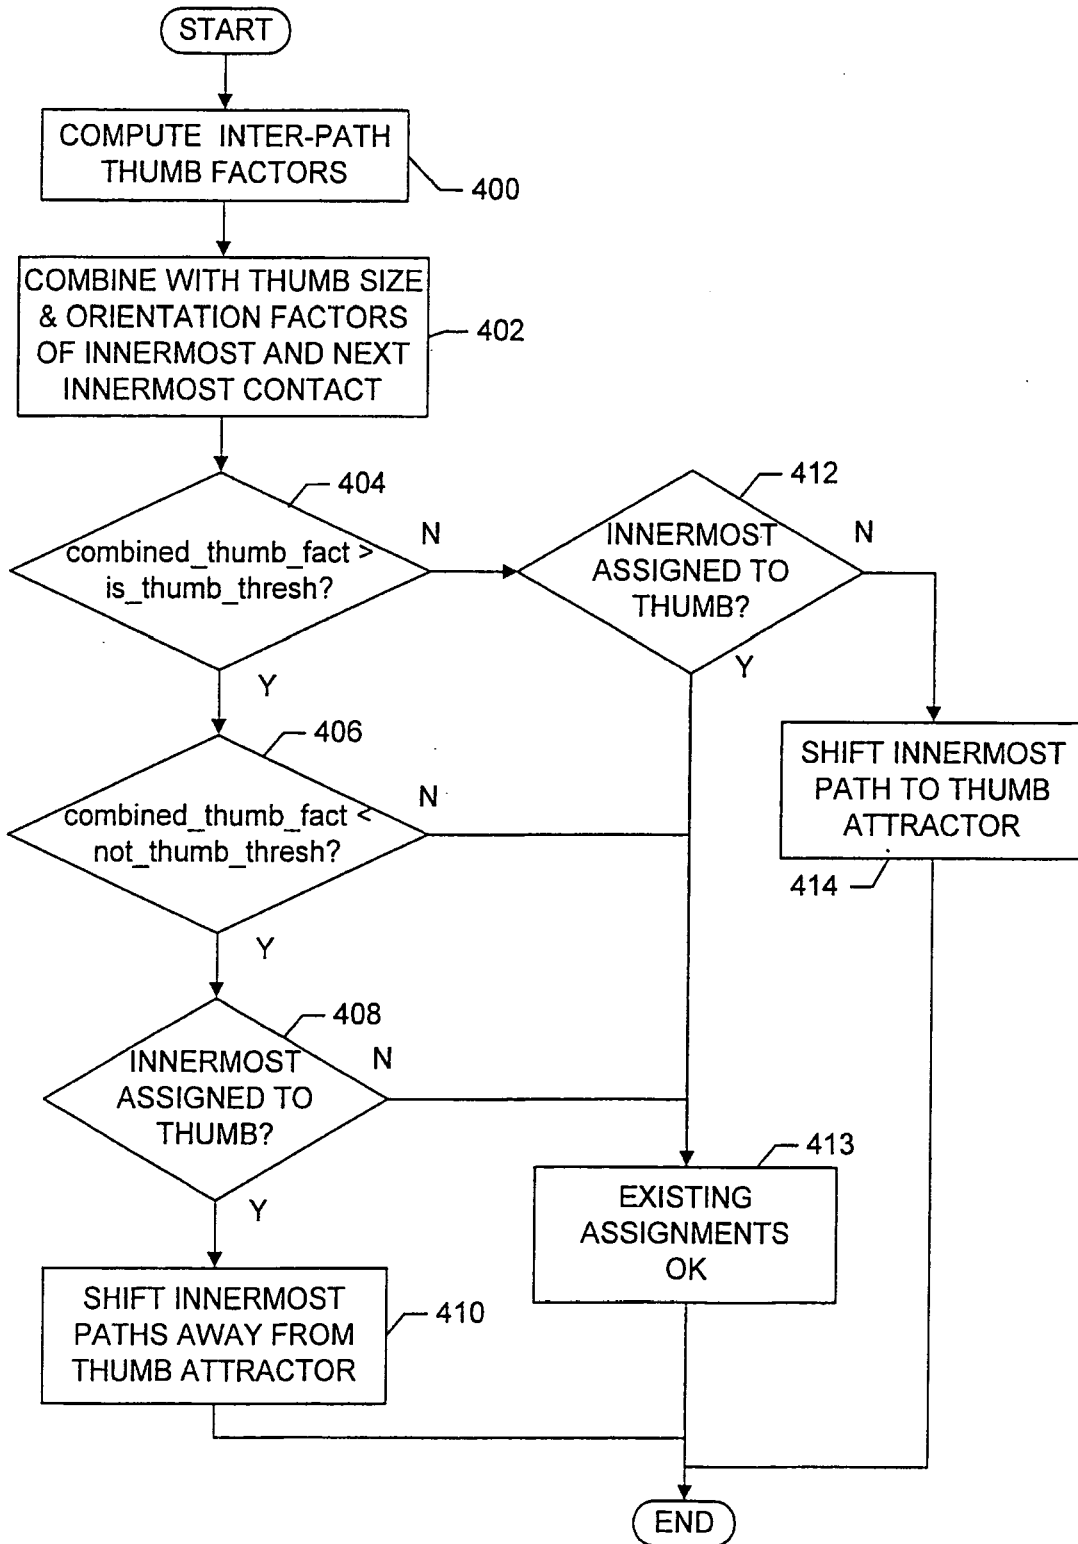 START
COMPUTE INTER-PATH
THUMB FACTORS
400
COMBINE WITH THUMB SIZE
& ORIENTATION FACTORS
OF INNERMOST AND NEXT
INNERMOST CONTACT
402
404
combined_thumb_fact >
is_thumb_thresh?
N
Y
412
INNERMOST
ASSIGNED TO
THUMB?
N
Y
406
combined_thumb_fact <
not_thumb_thresh?
N
Y
SHIFT INNERMOST
PATH TO THUMB
ATTRACTOR
414
408
INNERMOST
ASSIGNED TO
THUMB?
N
Y
413
EXISTING
ASSIGNMENTS
OK
SHIFT INNERMOST
PATHS AWAY FROM
THUMB ATTRACTOR
410
END